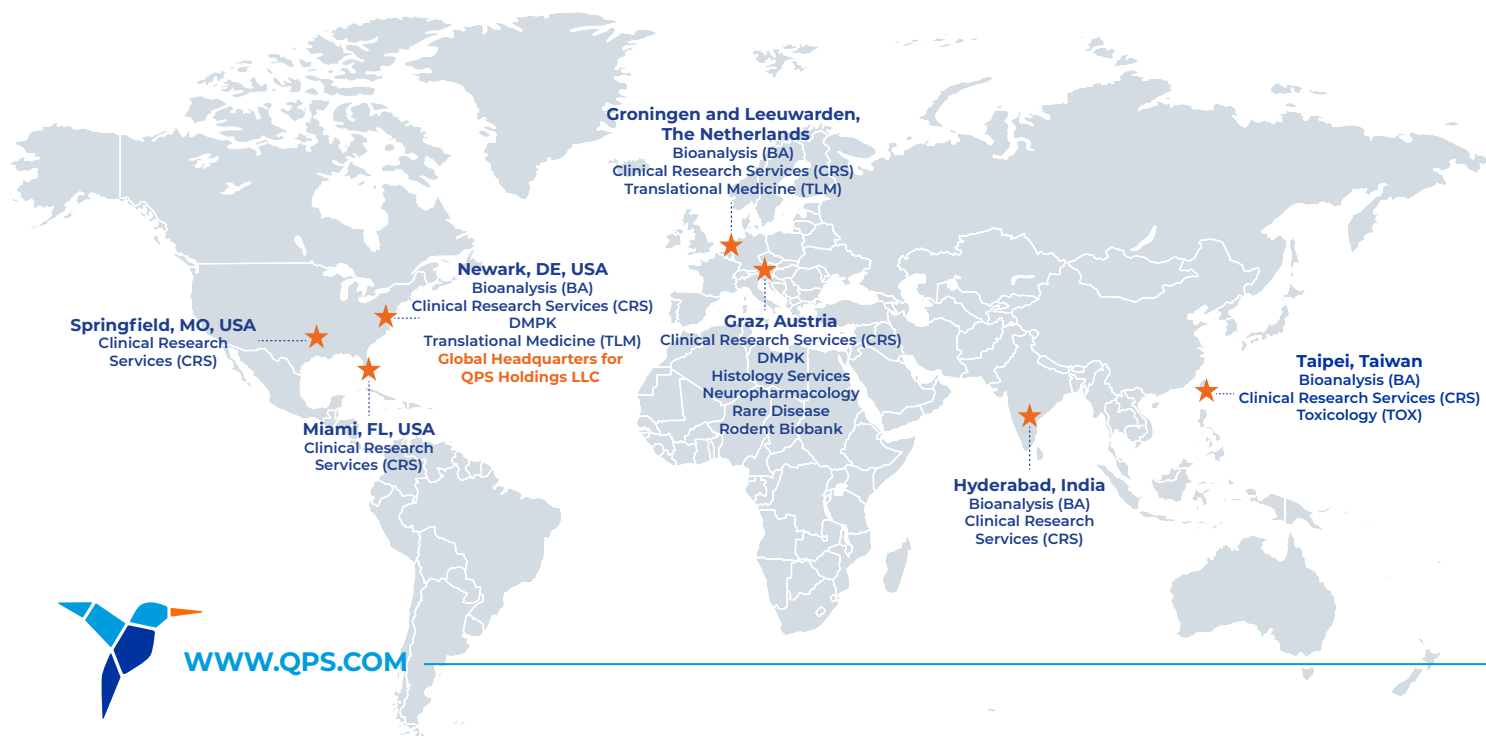 Groningen and Leeuwarden,
The Netherlands
Bioanalysis (BA)
Clinical Research Services (CRS)
Translational Medicine (TLM)
Newark, DE, USA
Bioanalysis (BA)
Clinical Research Services (CRS)
DMPK
Translational Medicine (TLM)
Global Headquarters for
QPS Holdings LLC
Springfield, MO, USA
Clinical Research
Services (CRS)
Miami, FL, USA
Clinical Research
Services (CRS)
Graz, Austria
Clinical Research Services (CRS)
DMPK
Histology Services
Neuropharmacology
Rare Disease
Rodent Biobank
Taipei, Taiwan
Bioanalysis (BA)
Clinical Research Services (CRS)
Toxicology (TOX)
Hyderabad, India
Bioanalysis (BA)
Clinical Research
Services (CRS)
WWW.QPS.COM